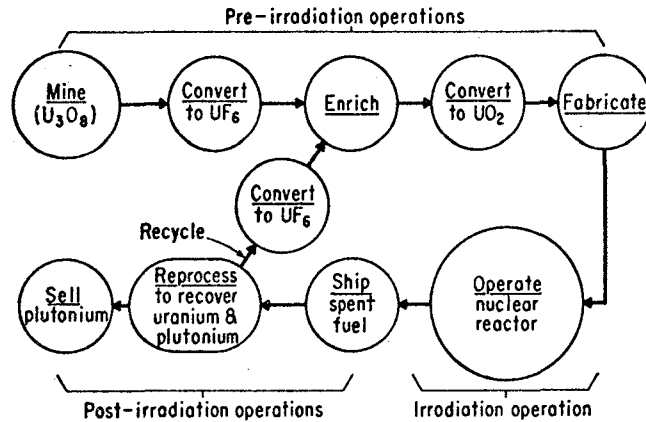 Pre-irradiation operations
Mine
(U₃O₈)
Convert
to UF₆
Enrich
Convert
to UO₂
Fabricate
Convert
to UF₆
Recycle
Sell
plutonium
Reprocess
to recover
uranium &
plutonium
Ship
spent
fuel
Operate
nuclear
reactor
Post-irradiation operations
Irradiation operation